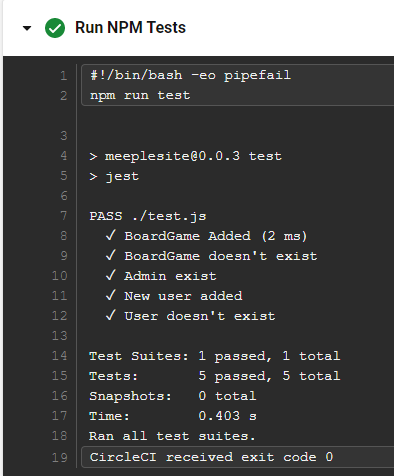 Run NPM Tests
1 #!/bin/bash -eo pipefail
2 npm run test
3
4 > meeplesite@0.0.3 test
5 > jest
6
7 PASS ./test.js
8 ✓ BoardGame Added (2 ms)
9 ✓ BoardGame doesn't exist
10 ✓ Admin exist
11 ✓ New user added
12 ✓ User doesn't exist
13
14 Test Suites: 1 passed, 1 total
15 Tests: 5 passed, 5 total
16 Snapshots: 0 total
17 Time: 0.403 s
18 Ran all test suites.
19 CircleCI received exit code 0